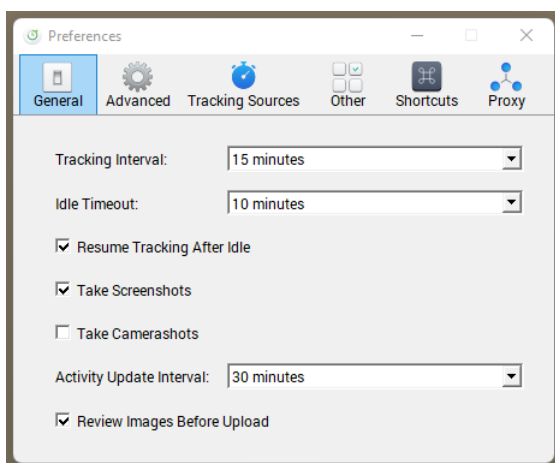 Preferences
General Advanced Tracking Sources Other Shortcuts Proxy
Tracking Interval: 15 minutes
Idle Timeout: 10 minutes
Resume Tracking After Idle
Take Screenshots
Take Camerashots
Activity Update Interval: 30 minutes
Review Images Before Upload